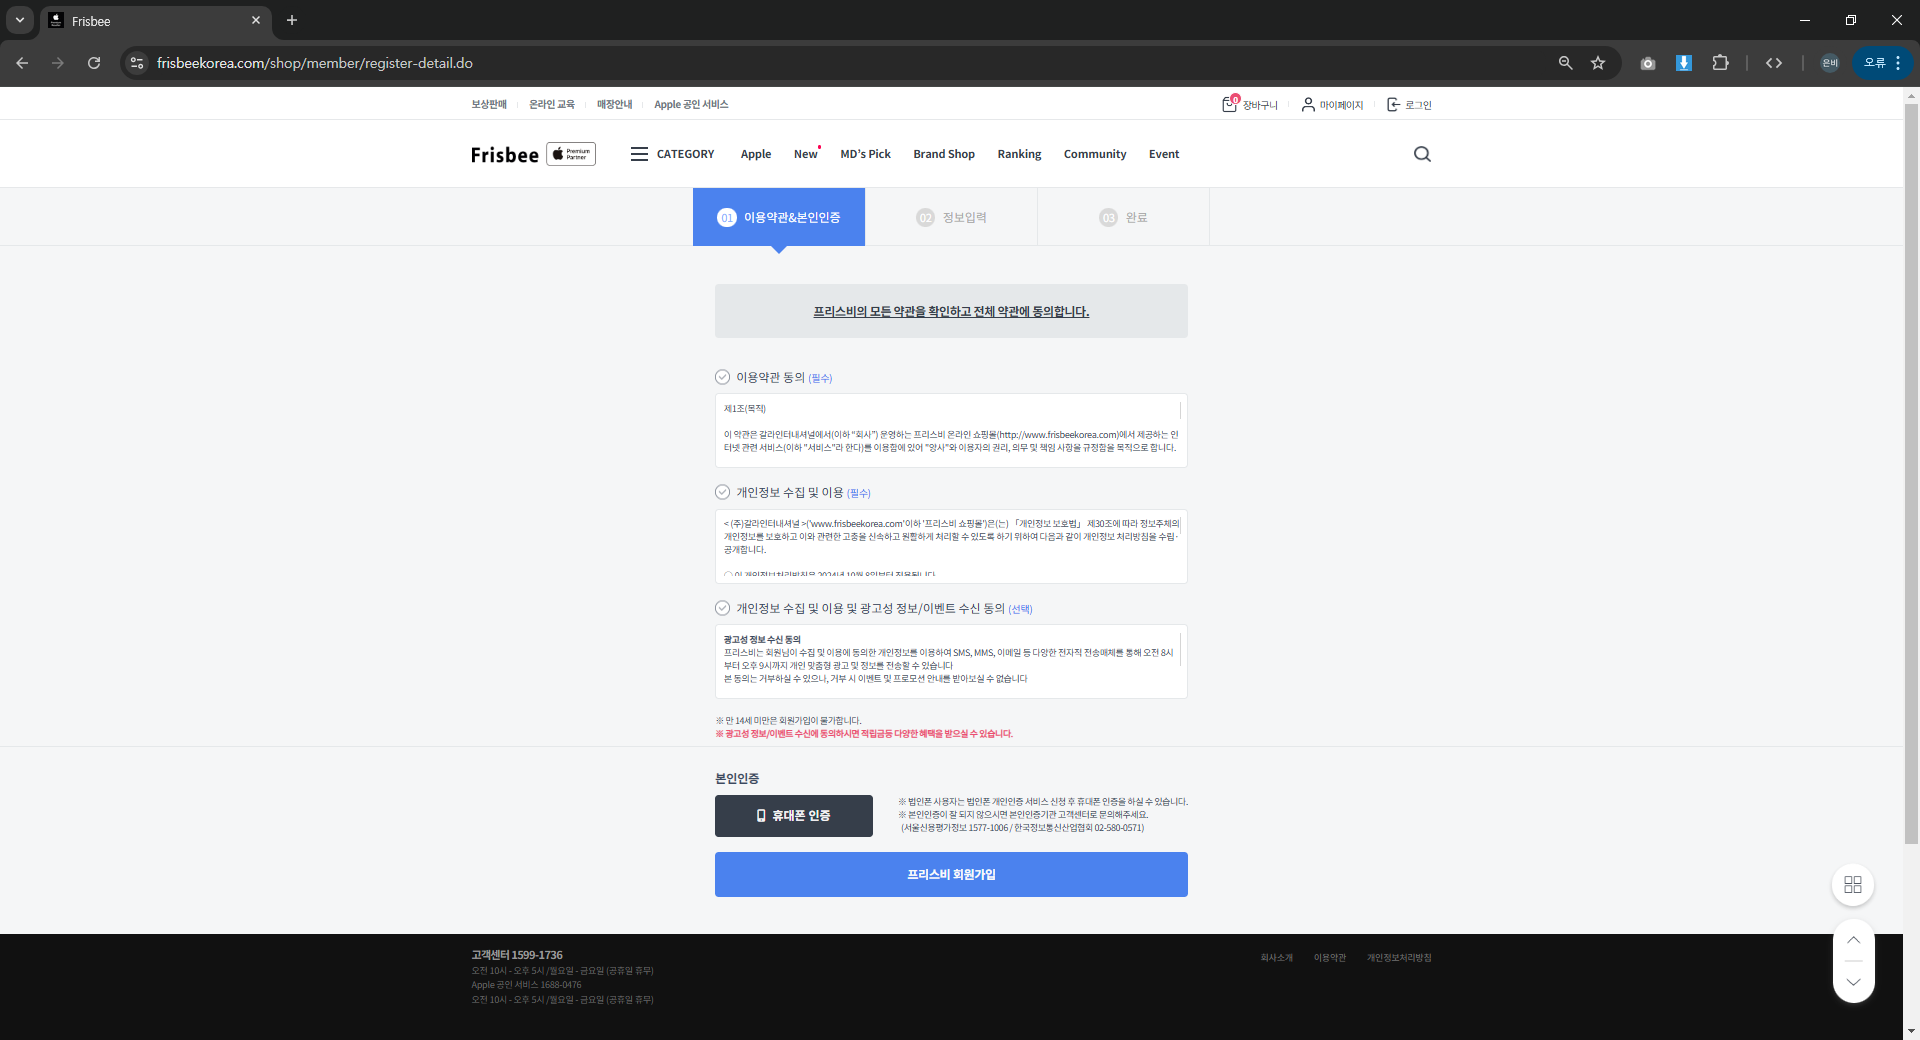 Frisbee
frisbeekorea.com/shop/member/register-detail.do
은비
오류
보상판매 온라인 교육 매장안내 Apple 공인 서비스
0 장바구니 마이페이지 로그인
Frisbee Premium Partner CATEGORY Apple New MD's Pick Brand Shop Ranking Community Event
01 이용약관&본인인증 02 정보입력 03 완료
프리스비의 모든 약관을 확인하고 전체 약관에 동의합니다.
이용약관 동의 (필수)
제1조(목적)
이 약관은 갈라인터내셔널에서(이하 "회사") 운영하는 프리스비 온라인 쇼핑몰(http://www.frisbeekorea.com)에서 제공하는 인
터넷 관련 서비스(이하 "서비스"라 한다)를 이용함에 있어 "양사"와 이용자의 권리, 의무 및 책임 사항을 규정함을 목적으로 합니다.
개인정보 수집 및 이용 (필수)
< (주)갈라인터내셔널 >('www.frisbeekorea.com'이하 '프리스비 쇼핑몰')은(는) 「개인정보 보호법」 제30조에 따라 정보주체의
개인정보를 보호하고 이와 관련한 고충을 신속하고 원활하게 처리할 수 있도록 하기 위하여 다음과 같이 개인정보 처리방침을 수립·
공개합니다.
○ 이 개인정보처리방침은 2024년 10월 8일부터 적용됩니다.
개인정보 수집 및 이용 및 광고성 정보/이벤트 수신 동의 (선택)
광고성 정보 수신 동의
프리스비는 회원님이 수집 및 이용에 동의한 개인정보를 이용하여 SMS, MMS, 이메일 등 다양한 전자적 전송매체를 통해 오전 8시
부터 오후 9시까지 개인 맞춤형 광고 및 정보를 전송할 수 있습니다
본 동의는 거부하실 수 있으나, 거부 시 이벤트 및 프로모션 안내를 받아보실 수 없습니다
※ 만 14세 미만은 회원가입이 불가합니다.
※ 광고성 정보/이벤트 수신에 동의하시면 적립금등 다양한 혜택을 받으실 수 있습니다.
본인인증
휴대폰 인증
※ 법인폰 사용자는 법인폰 개인인증 서비스 신청 후 휴대폰 인증을 하실 수 있습니다.
※ 본인인증이 잘 되지 않으시면 본인인증기관 고객센터로 문의해주세요.
(서울신용평가정보 1577-1006 / 한국정보통신산업협회 02-580-0571)
프리스비 회원가입
고객센터 1599-1736
오전 10시 - 오후 5시 /월요일 - 금요일 (공휴일 휴무)
Apple 공인 서비스 1688-0476
오전 10시 - 오후 5시 /월요일 - 금요일 (공휴일 휴무)
회사소개 이용약관 개인정보처리방침